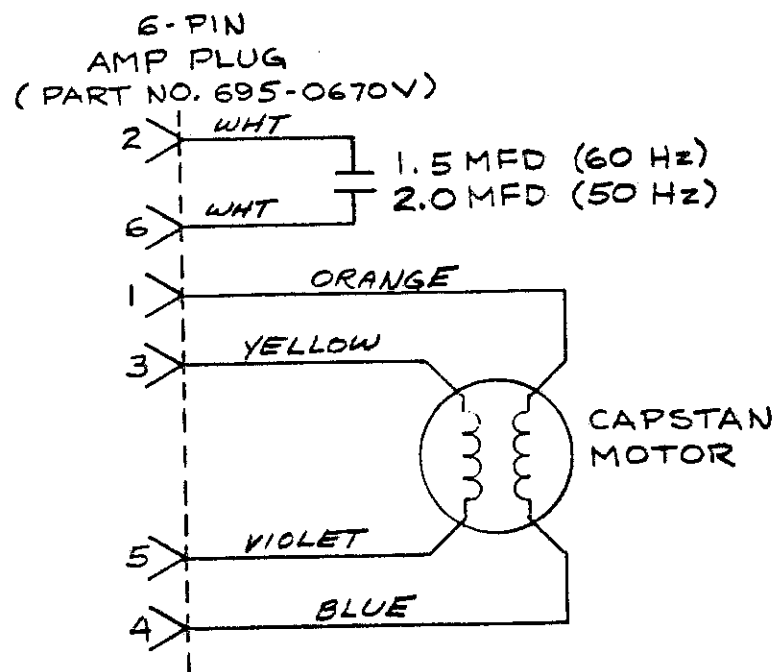 6-PIN
AMP PLUG
(PART NO. 695-0670V)
2
WHT
1.5 MFD (60 Hz)
2.0 MFD (50 Hz)
6
WHT
1
ORANGE
3
YELLOW
CAPSTAN
MOTOR
5
VIOLET
4
BLUE